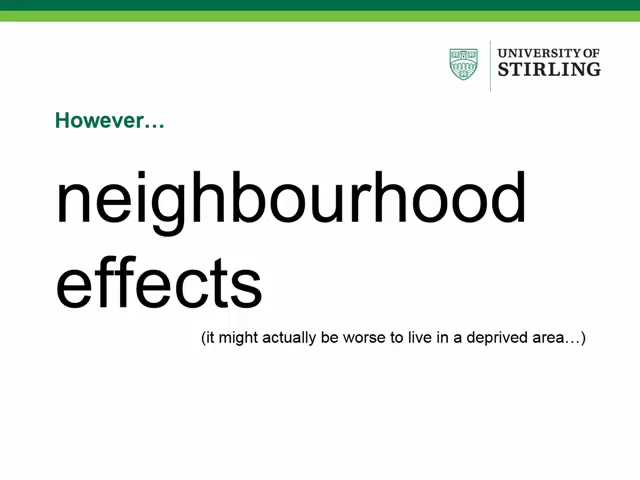 UNIVERSITY OF
STIRLING
However…
neighbourhood
effects
(it might actually be worse to live in a deprived area…)